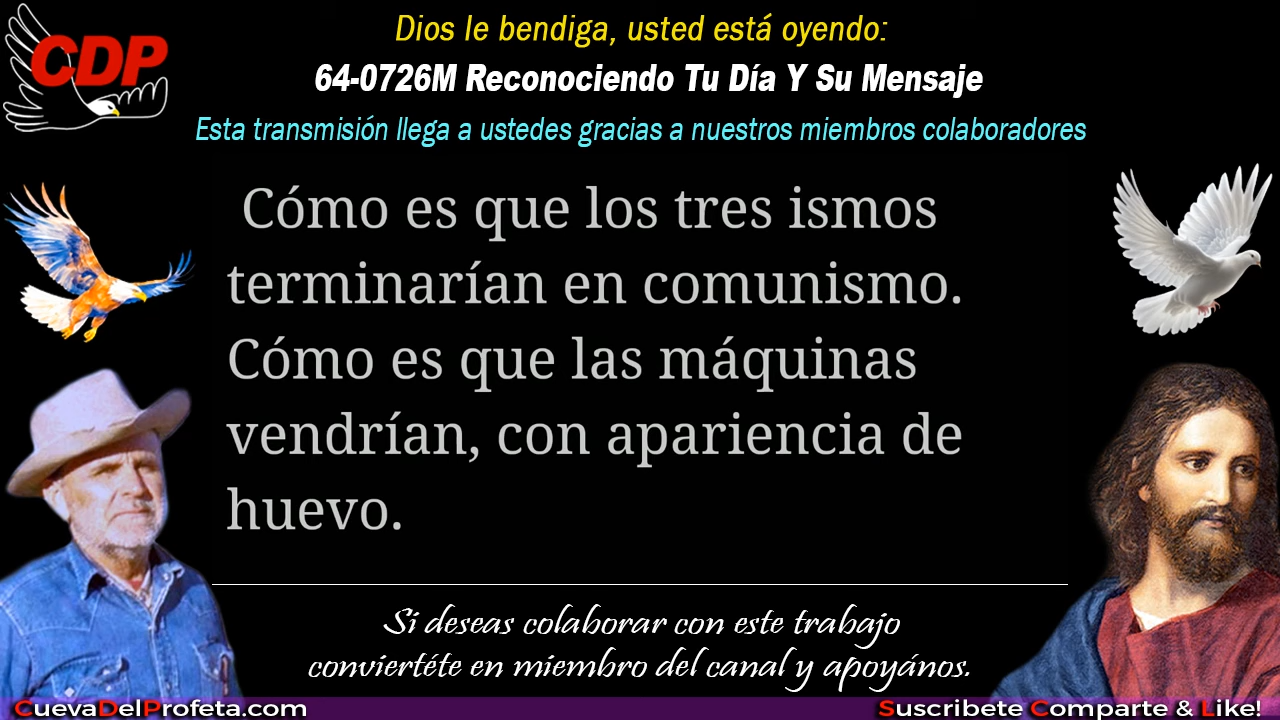 CDP
Dios le bendiga, usted está oyendo:
64-0726M Reconociendo Tu Día Y Su Mensaje
Esta transmisión llega a ustedes gracias a nuestros miembros colaboradores
Cómo es que los tres ismos
terminarían en comunismo.
Cómo es que las máquinas
vendrían, con apariencia de
huevo.
Si deseas colaborar con este trabajo
conviertéte en miembro del canal y apoyános.
CuevaDelProfeta.com
Suscribete Comparte & Like!